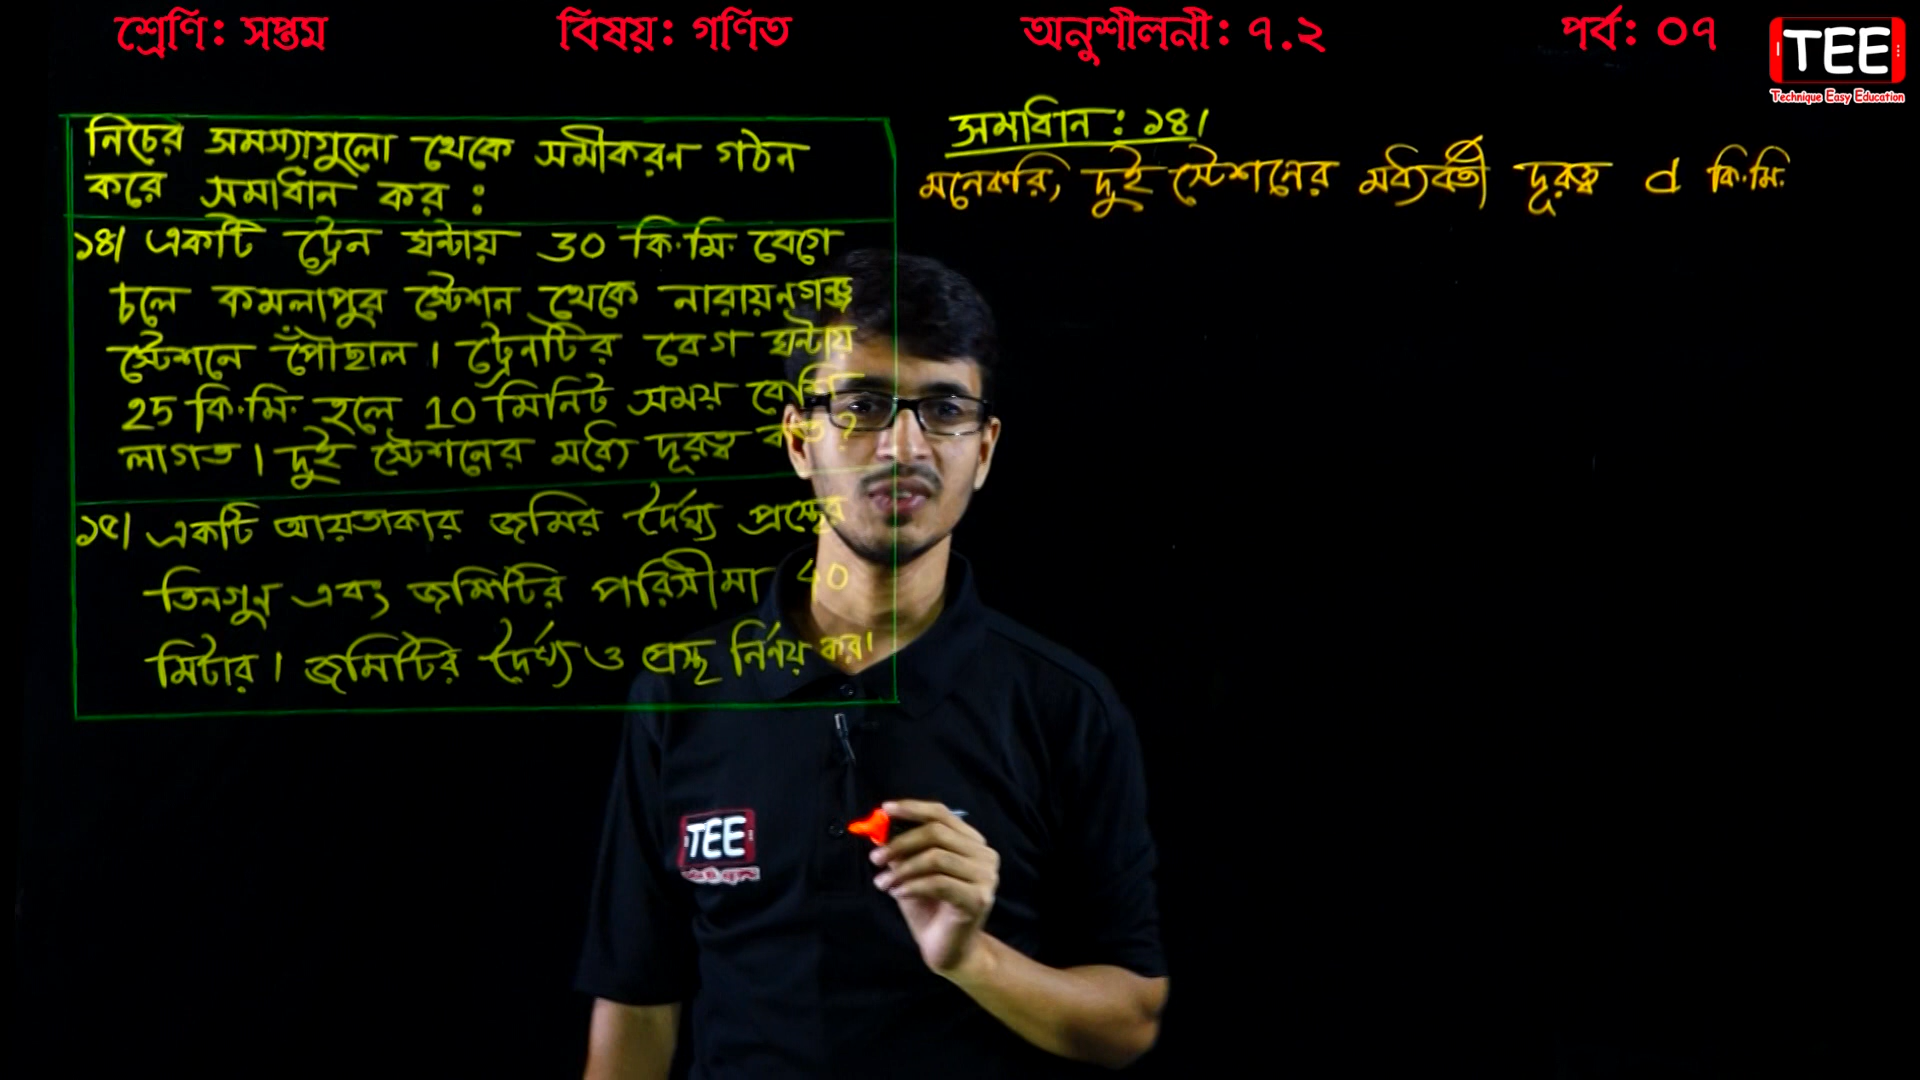 শ্রেণি: সপ্তম বিষয়: গণিত অনুশীলনী: ৭.২ পর্ব: ০৭
TEE
Technique Easy Education
নিচের সমস্যাগুলো থেকে সমীকরণ গঠন
করে সমাধান কর:
১৪। একটি ট্রেন ঘন্টায় 30 কি.মি. বেগে
চলে কমলাপুর স্টেশন থেকে নারায়নগন্জ
স্টেশনে পৌঁছাল। ট্রেনটির বেগ ঘন্টায়
25 কি.মি. হলে 10 মিনিট সময় বেশি
লাগত। দুই স্টেশনের মধ্যে দূরত্ব কত?
১৫। একটি আয়তাকার জমির দৈর্ঘ্য প্রস্থের
তিনগুন এবং জমিটির পরিসীমা 40
মিটার। জমিটির দৈর্ঘ্য ও প্রস্থ নির্নয় কর।
সমাধান: ১৪।
মনেকরি, দুই স্টেশনের মধ্যবর্তী দূরত্ব d কি.মি.
TEE